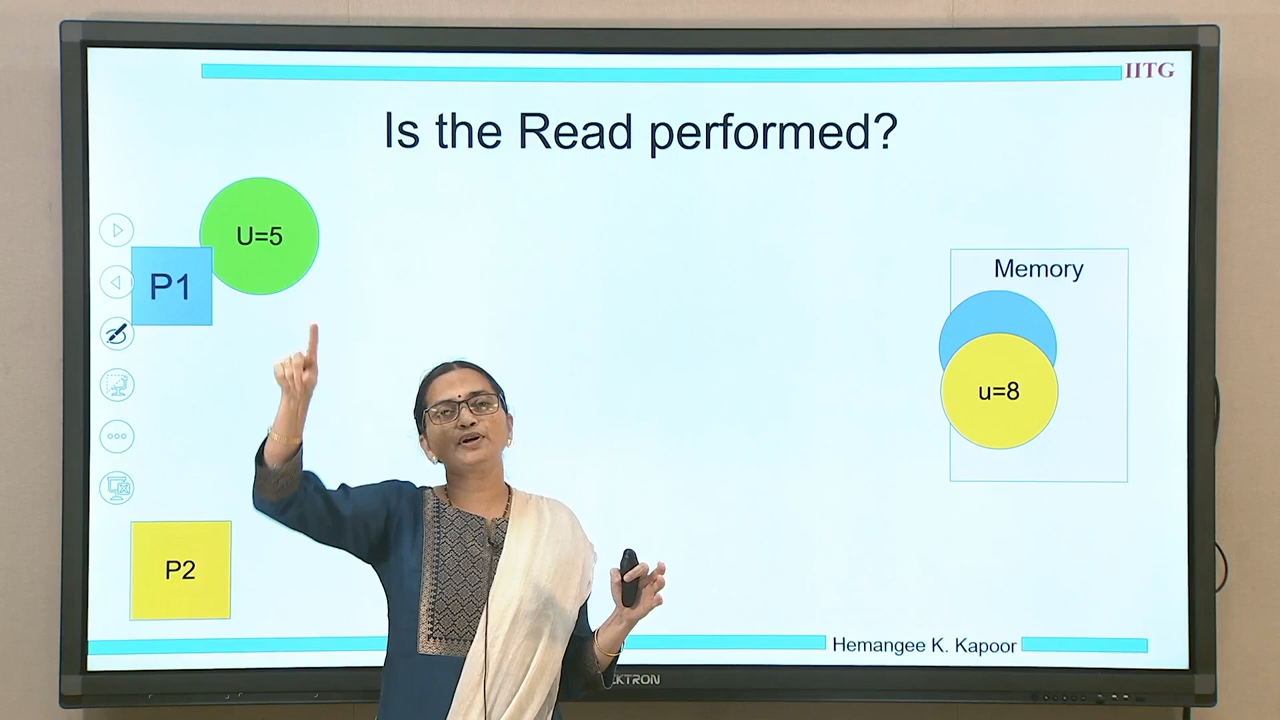 IITG
Is the Read performed?
U=5
P1
Memory
u=8
P2
Hemangee K. Kapoor